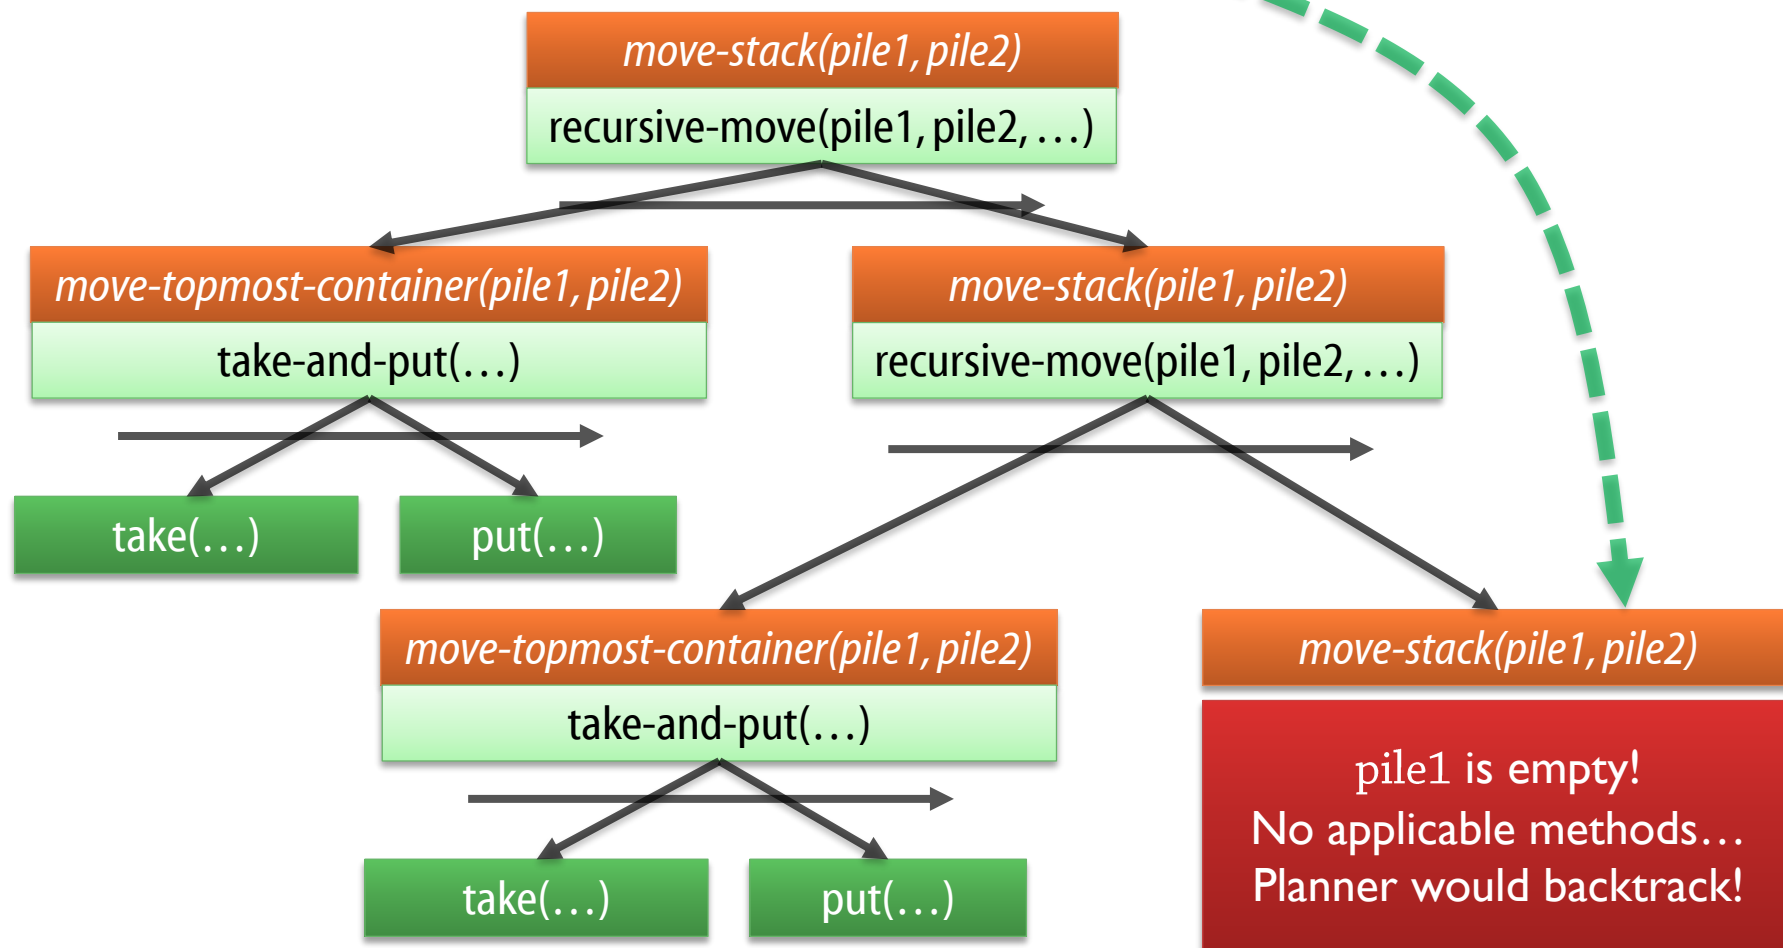 move-stack(pile1, pile2)
recursive-move(pile1, pile2, …)
move-topmost-container(pile1, pile2)
take-and-put(…)
take(…)
put(…)
move-stack(pile1, pile2)
recursive-move(pile1, pile2, …)
move-topmost-container(pile1, pile2)
take-and-put(…)
take(…)
put(…)
move-stack(pile1, pile2)
pile1 is empty!
No applicable methods…
Planner would backtrack!